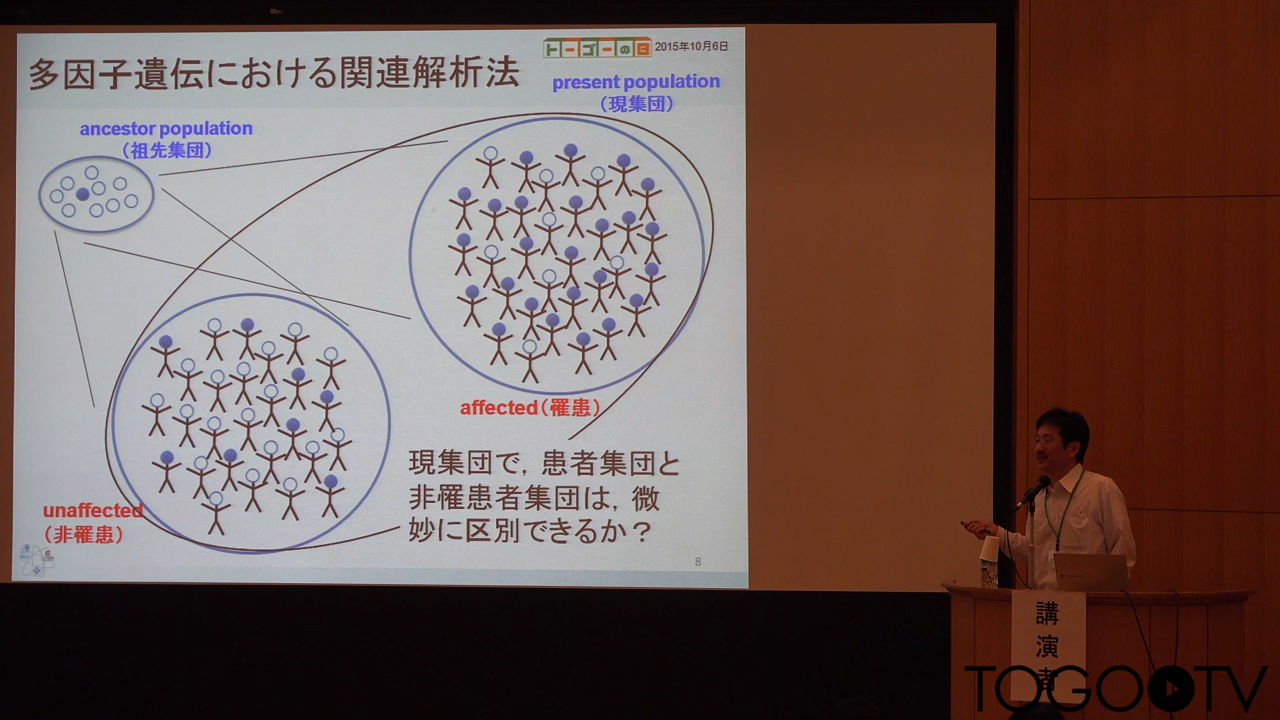 トーゴーの日 2015年10月6日
多因子遺伝における関連解析法
present population
（現集団）
ancestor population
（祖先集団）
affected（罹患）
現集団で，患者集団と
非罹患者集団は，微
妙に区別できるか？
unaffected
（非罹患）
8
講演者
TOGOTV